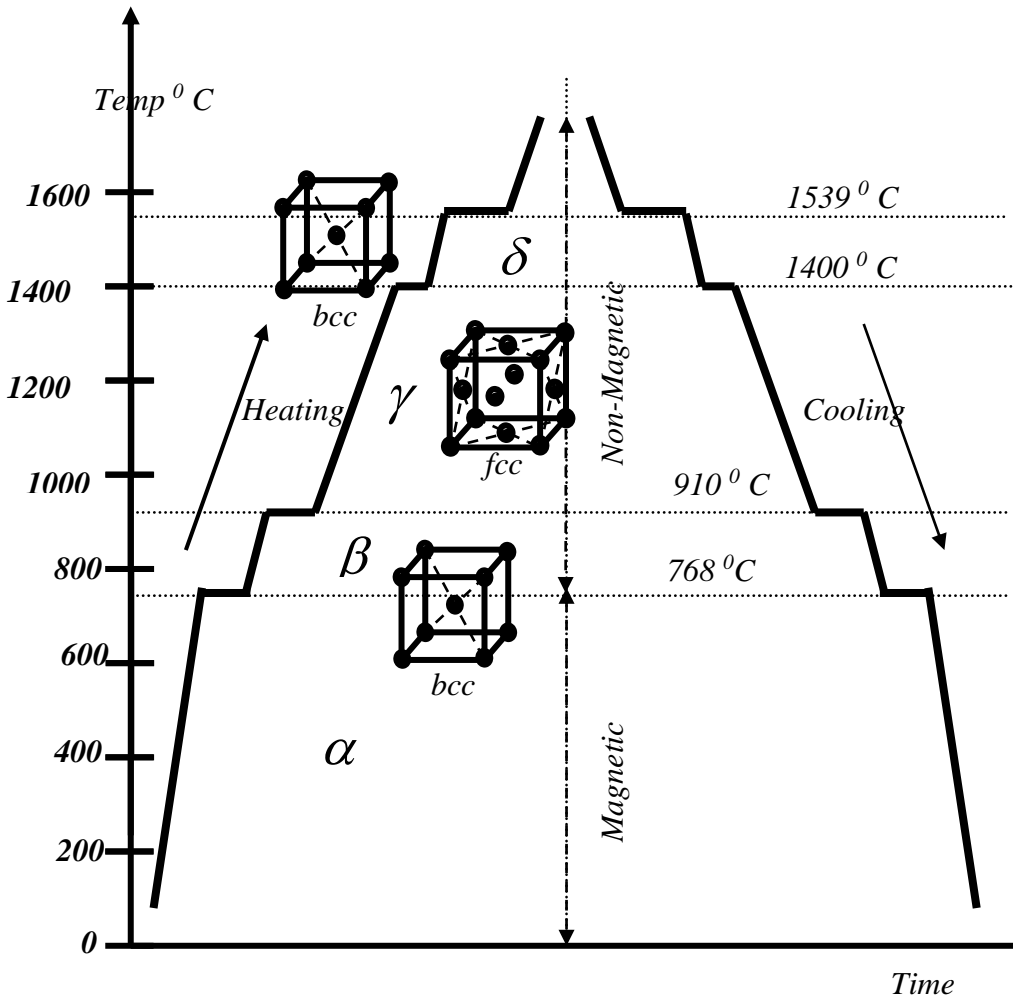 Temp ⁰ C
1600
1539 ⁰ C
δ
1400 ⁰ C
1400
bcc
Non-Magnetic
1200
γ
Heating
Cooling
fcc
1000
910 ⁰ C
β
800
768 ⁰C
600
bcc
α
Magnetic
400
200
0
Time